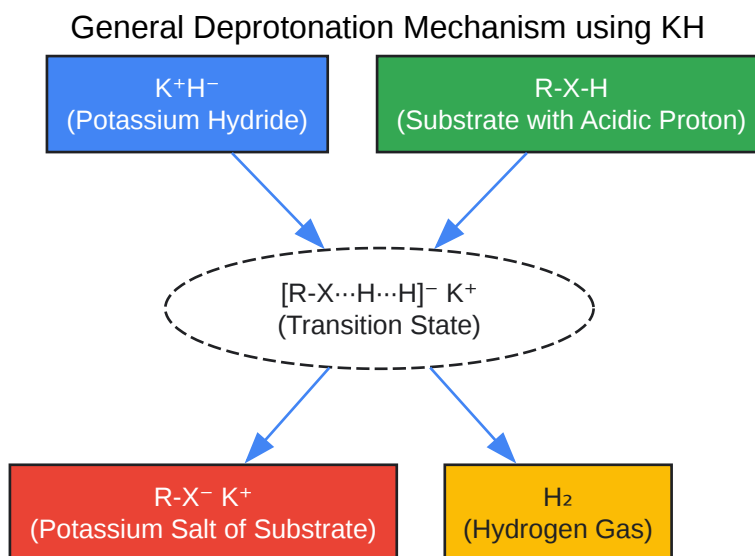 General Deprotonation Mechanism using KH
K⁺H⁻
(Potassium Hydride)
R-X-H
(Substrate with Acidic Proton)
[R-X···H···H]⁻ K⁺
(Transition State)
R-X⁻ K⁺
(Potassium Salt of Substrate)
H₂
(Hydrogen Gas)